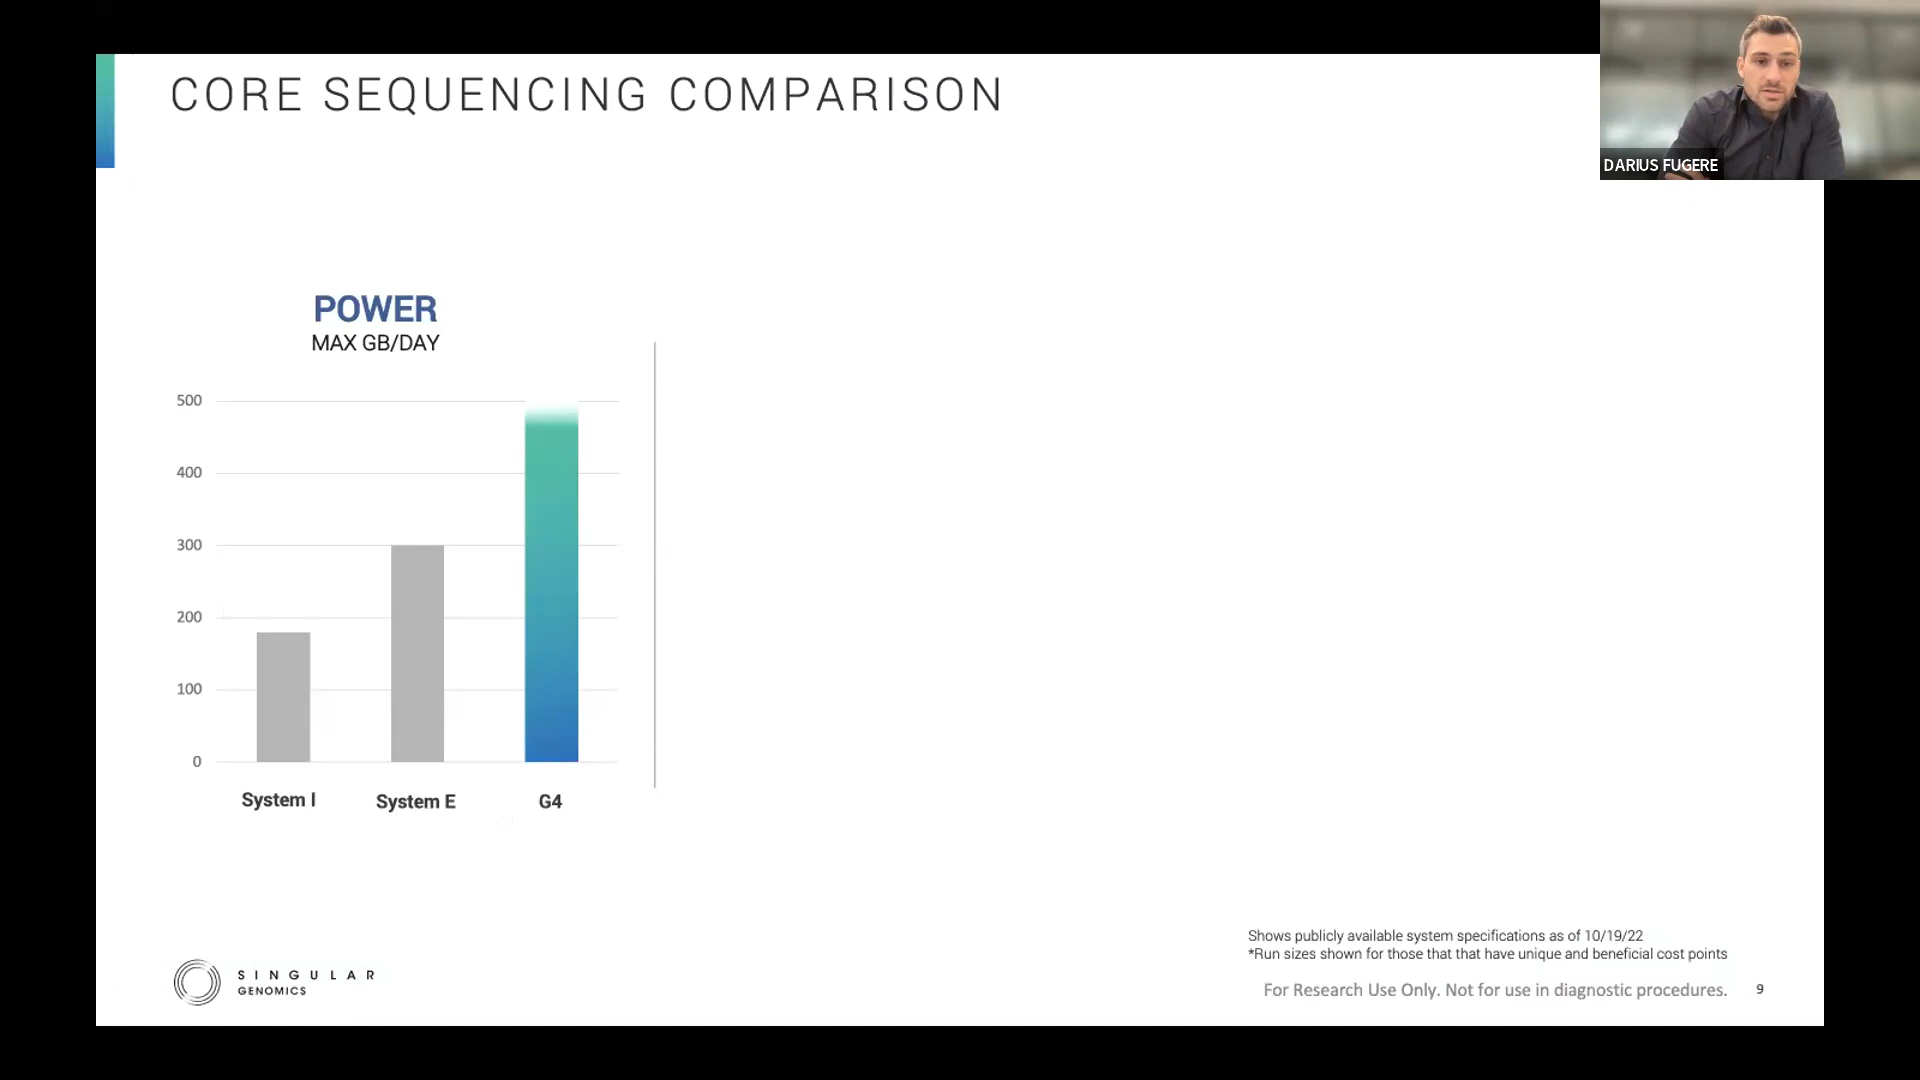 CORE SEQUENCING COMPARISON
DARIUS FUGERE
POWER
MAX GB/DAY
500
400
300
200
100
0
System I
System E
G4
Shows publicly available system specifications as of 10/19/22
*Run sizes shown for those that that have unique and beneficial cost points
SINGULAR
GENOMICS
For Research Use Only. Not for use in diagnostic procedures.
9